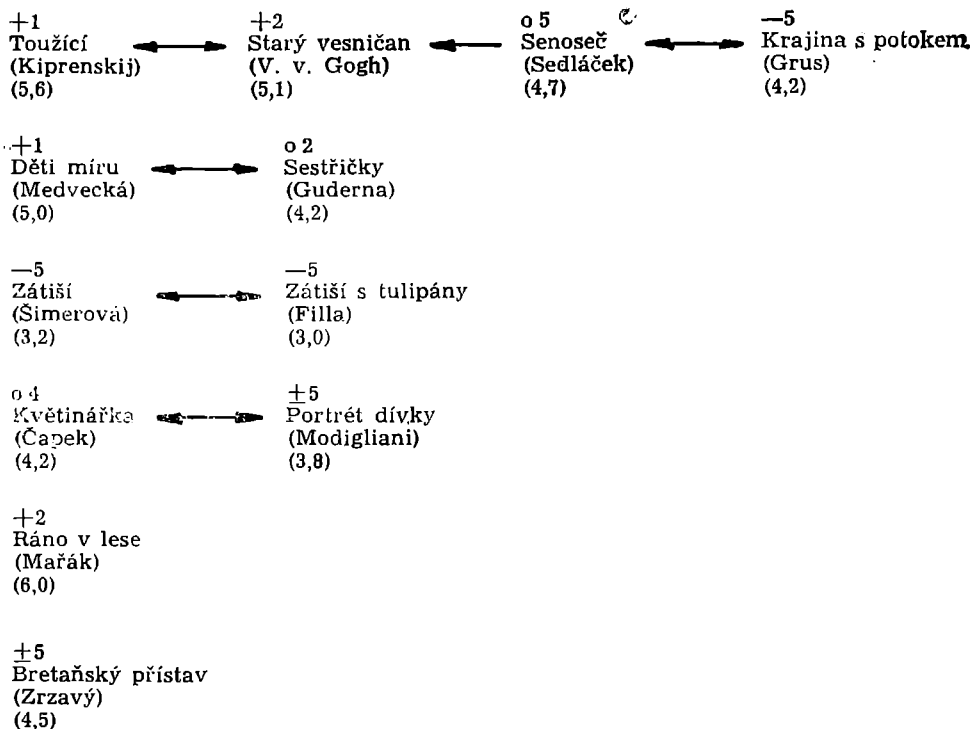 +1 +2 o 5 —5
Toužící Starý vesničan Senoseč Krajina s potokem
(Kiprenskij) (V. v. Gogh) (Sedláček) (Grus)
(5,6) (5,1) (4,7) (4,2)
+1 o 2
Děti míru Sestřičky
(Medvecká) (Guderna)
(5,0) (4,2)
—5 —5
Zátiší Zátiší s tulipány
(Šimerová) (Filla)
(3,2) (3,0)
o 4 ±5
Květinářka Portrét dívky
(Čapek) (Modigliani)
(4,2) (3,8)
+2
Ráno v lese
(Mařák)
(6,0)
±5
Bretaňský přístav
(Zrzavý)
(4,5)